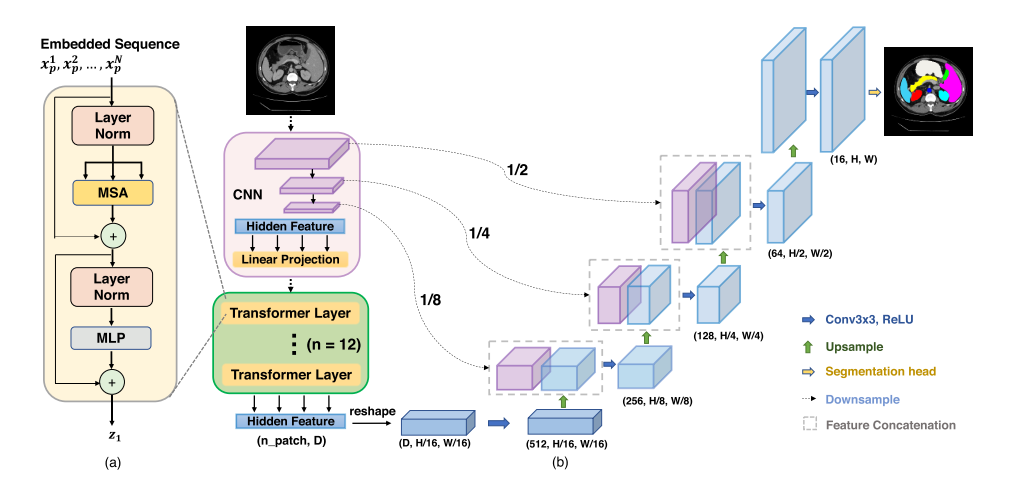 Embedded Sequence
x_p^1, x_p^2, ..., x_p^N
Layer
Norm
MSA
+
Layer
Norm
MLP
+
z_1
(a)
CNN
Hidden Feature
Linear Projection
Transformer Layer
(n = 12)
Transformer Layer
Hidden Feature
(n_patch, D)
reshape
(D, H/16, W/16)
(512, H/16, W/16)
(b)
1/2
1/4
1/8
(256, H/8, W/8)
(128, H/4, W/4)
(64, H/2, W/2)
(16, H, W)
Conv3x3, ReLU
Upsample
Segmentation head
Downsample
Feature Concatenation